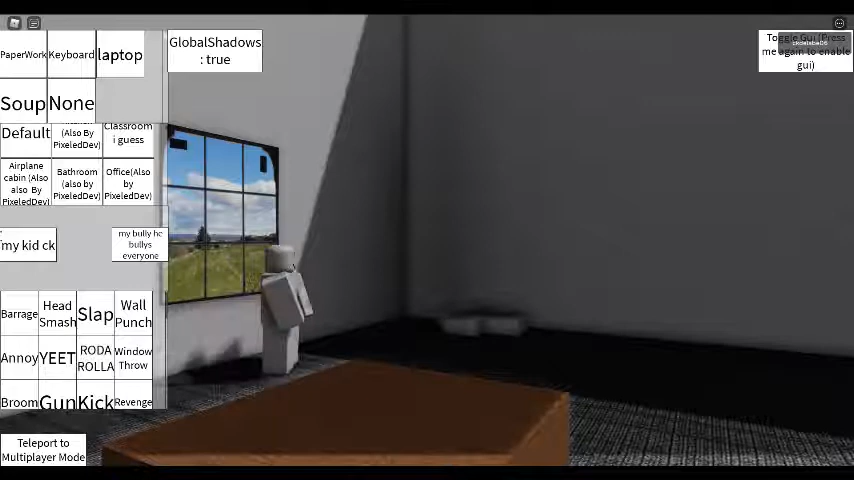 PaperWork
Keyboard
laptop
GlobalShadows
: true
Toggle Gui (Press
me again to enable
gui)
Soup
None
Default
(Also By
PixeledDev)
Classroom
i guess
Airplane
cabin (Also
also By
PixeledDev)
Bathroom
(also by
PixeledDev)
Office(Also
by
PixeledDev)
my kid ck
my bully he
bullys
everyone
Barrage
Head
Smash
Slap
Wall
Punch
Annoy
YEET
RODA
ROLLA
Window
Throw
Broom
Gun
Kick
Revenge
Teleport to
Multiplayer Mode